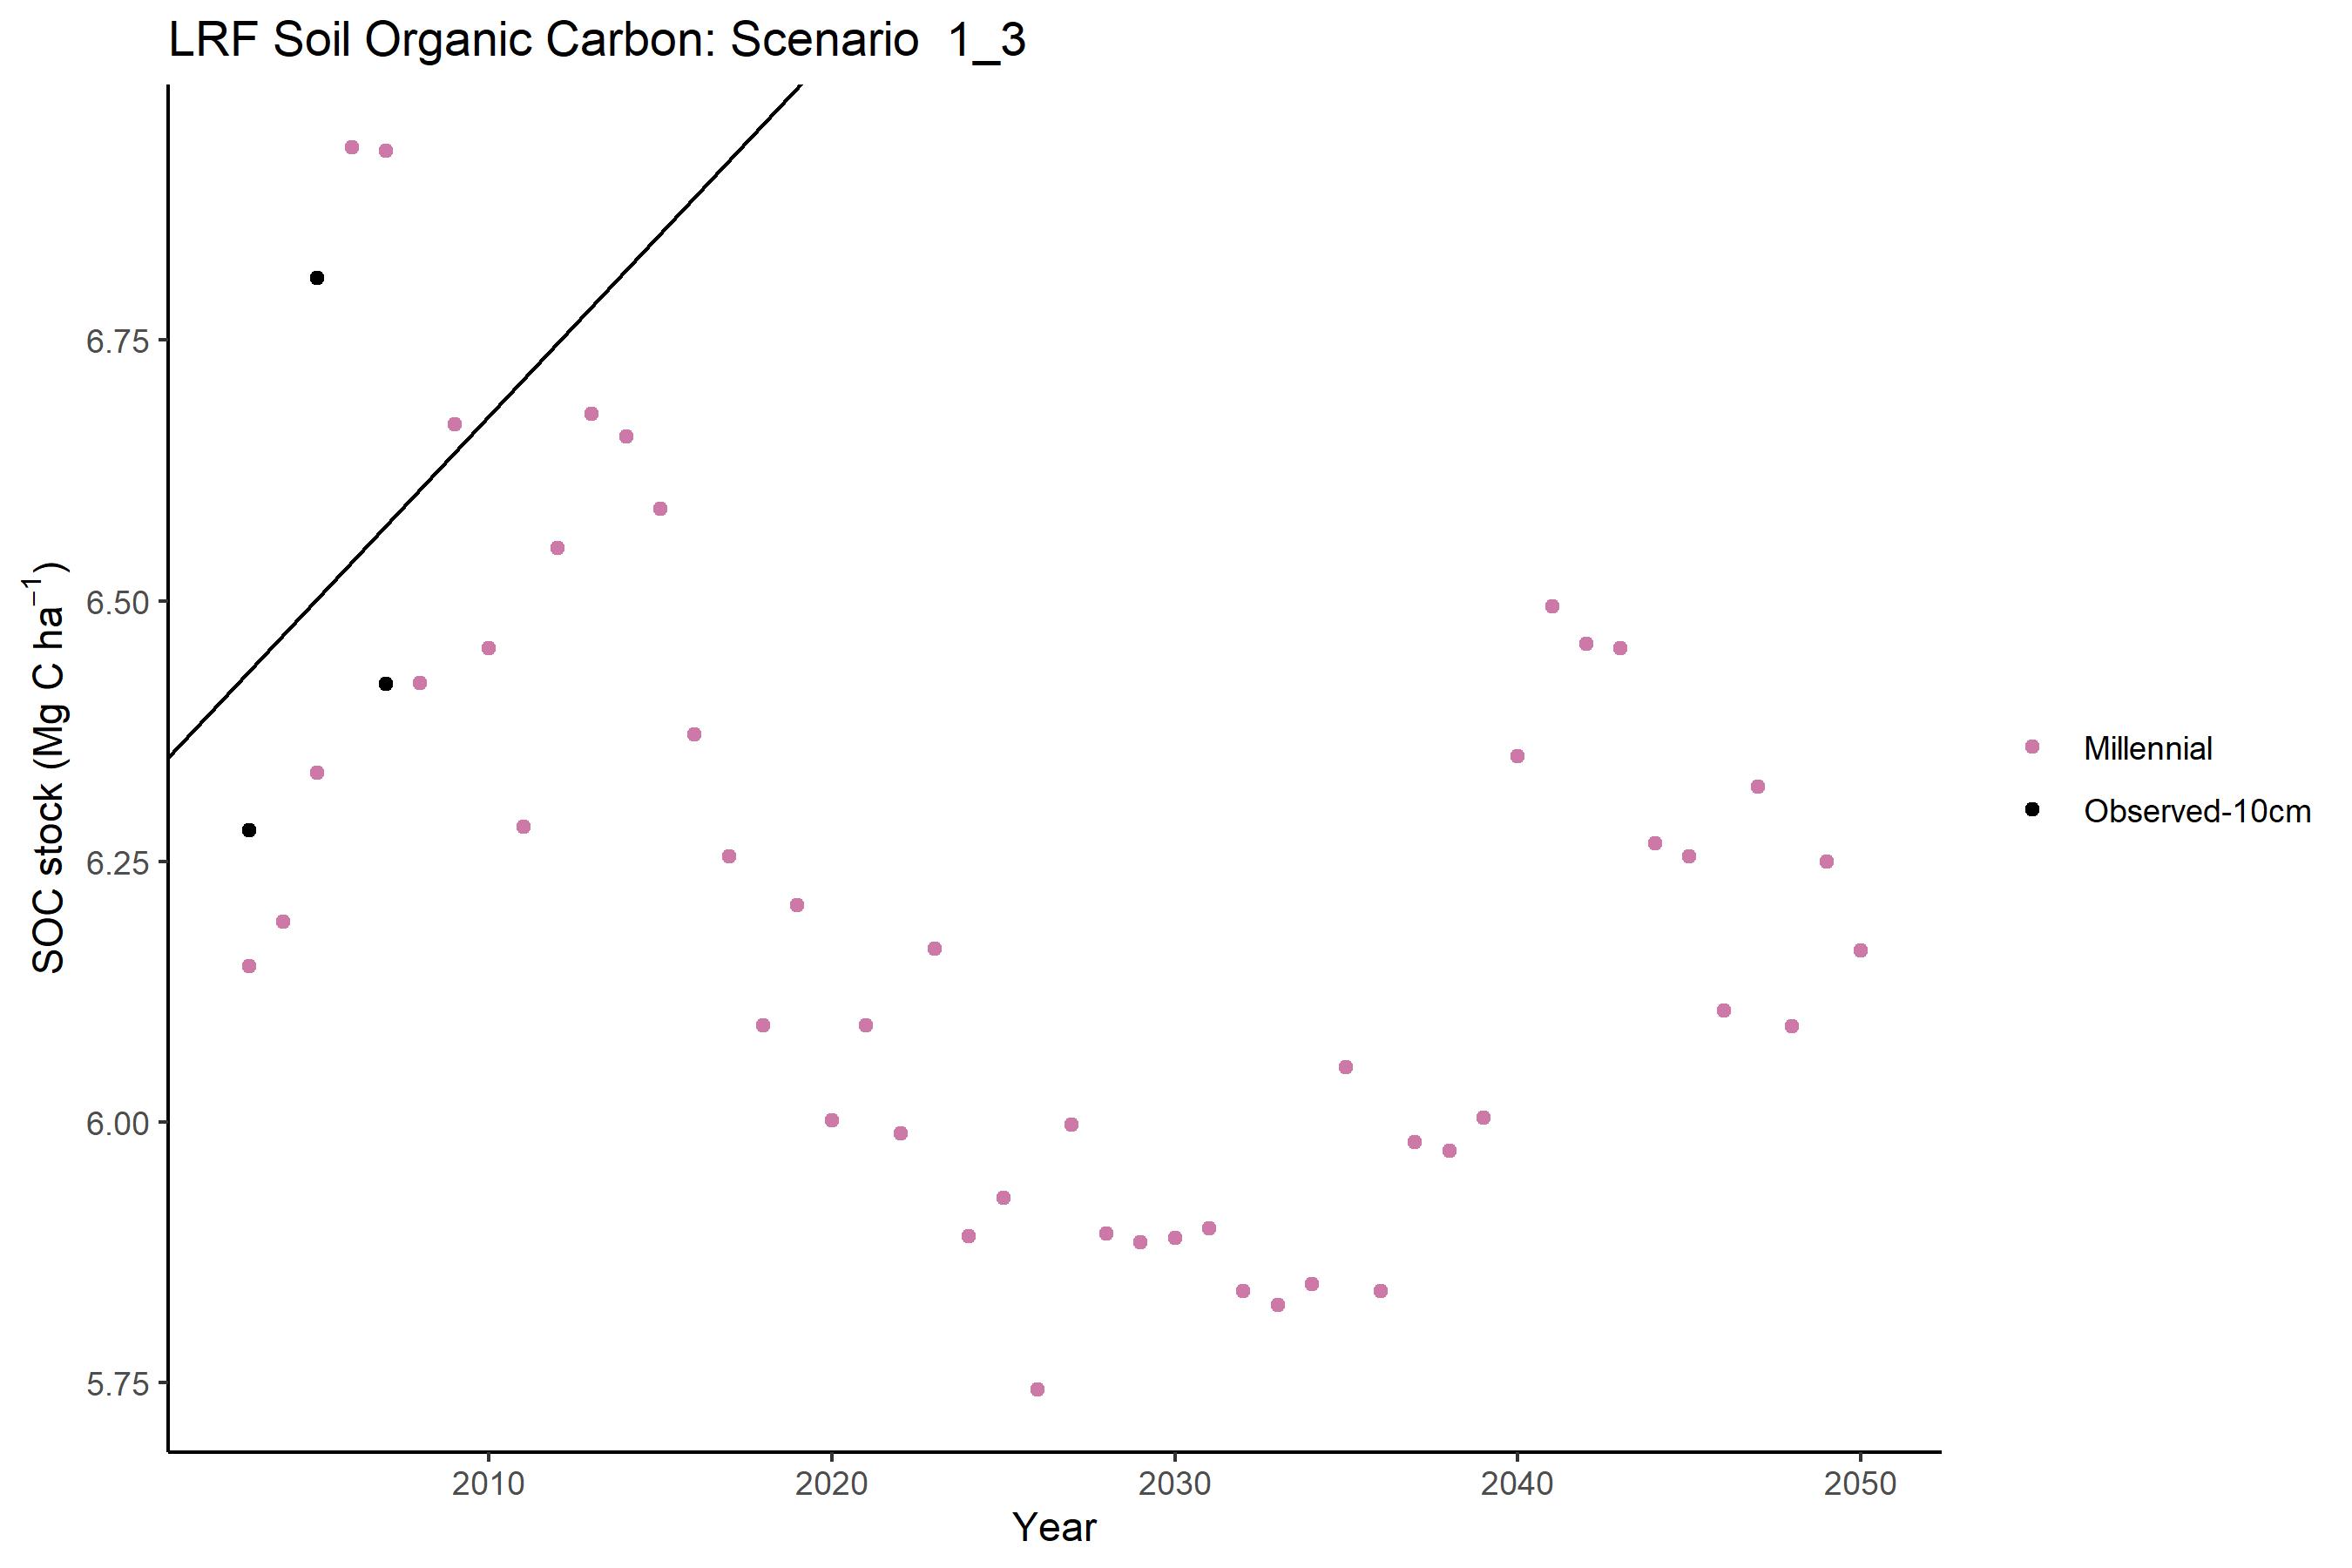 LRF Soil Organic Carbon: Scenario  1_3
SOC stock (Mg C ha⁻¹)
6.75
6.50
6.25
6.00
5.75
2010 2020 2030 2040 2050
Year
Millennial
Observed-10cm